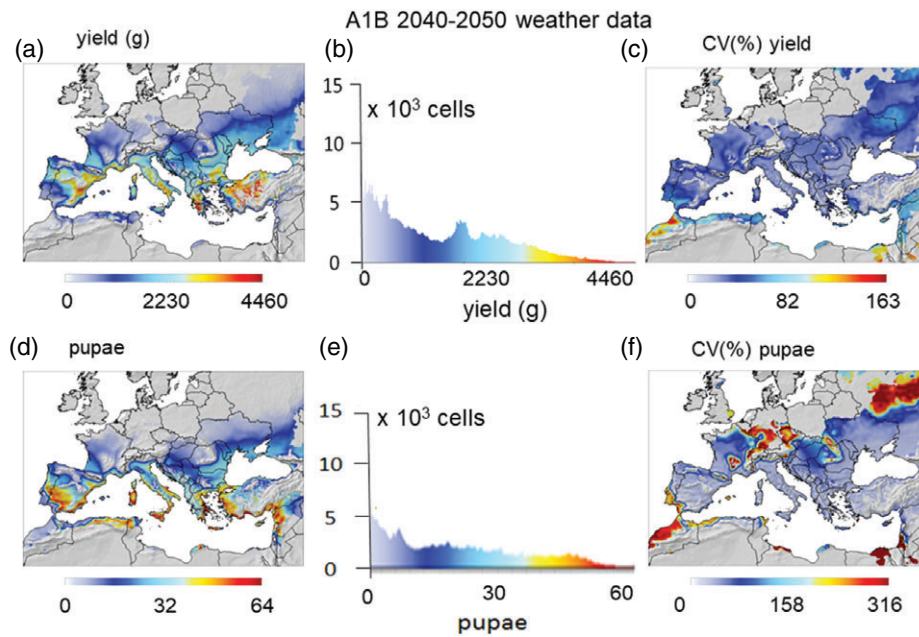 A1B 2040-2050 weather data
(a) yield (g)
(b)
(c) CV(%) yield
15
x 10³ cells
10
5
0
0 2230 4460
0 2230 4460
yield (g)
0 82 163
(d) pupae
(e)
(f) CV(%) pupae
15
x 10³ cells
10
5
0
0 32 64
0 30 60
pupae
0 158 316